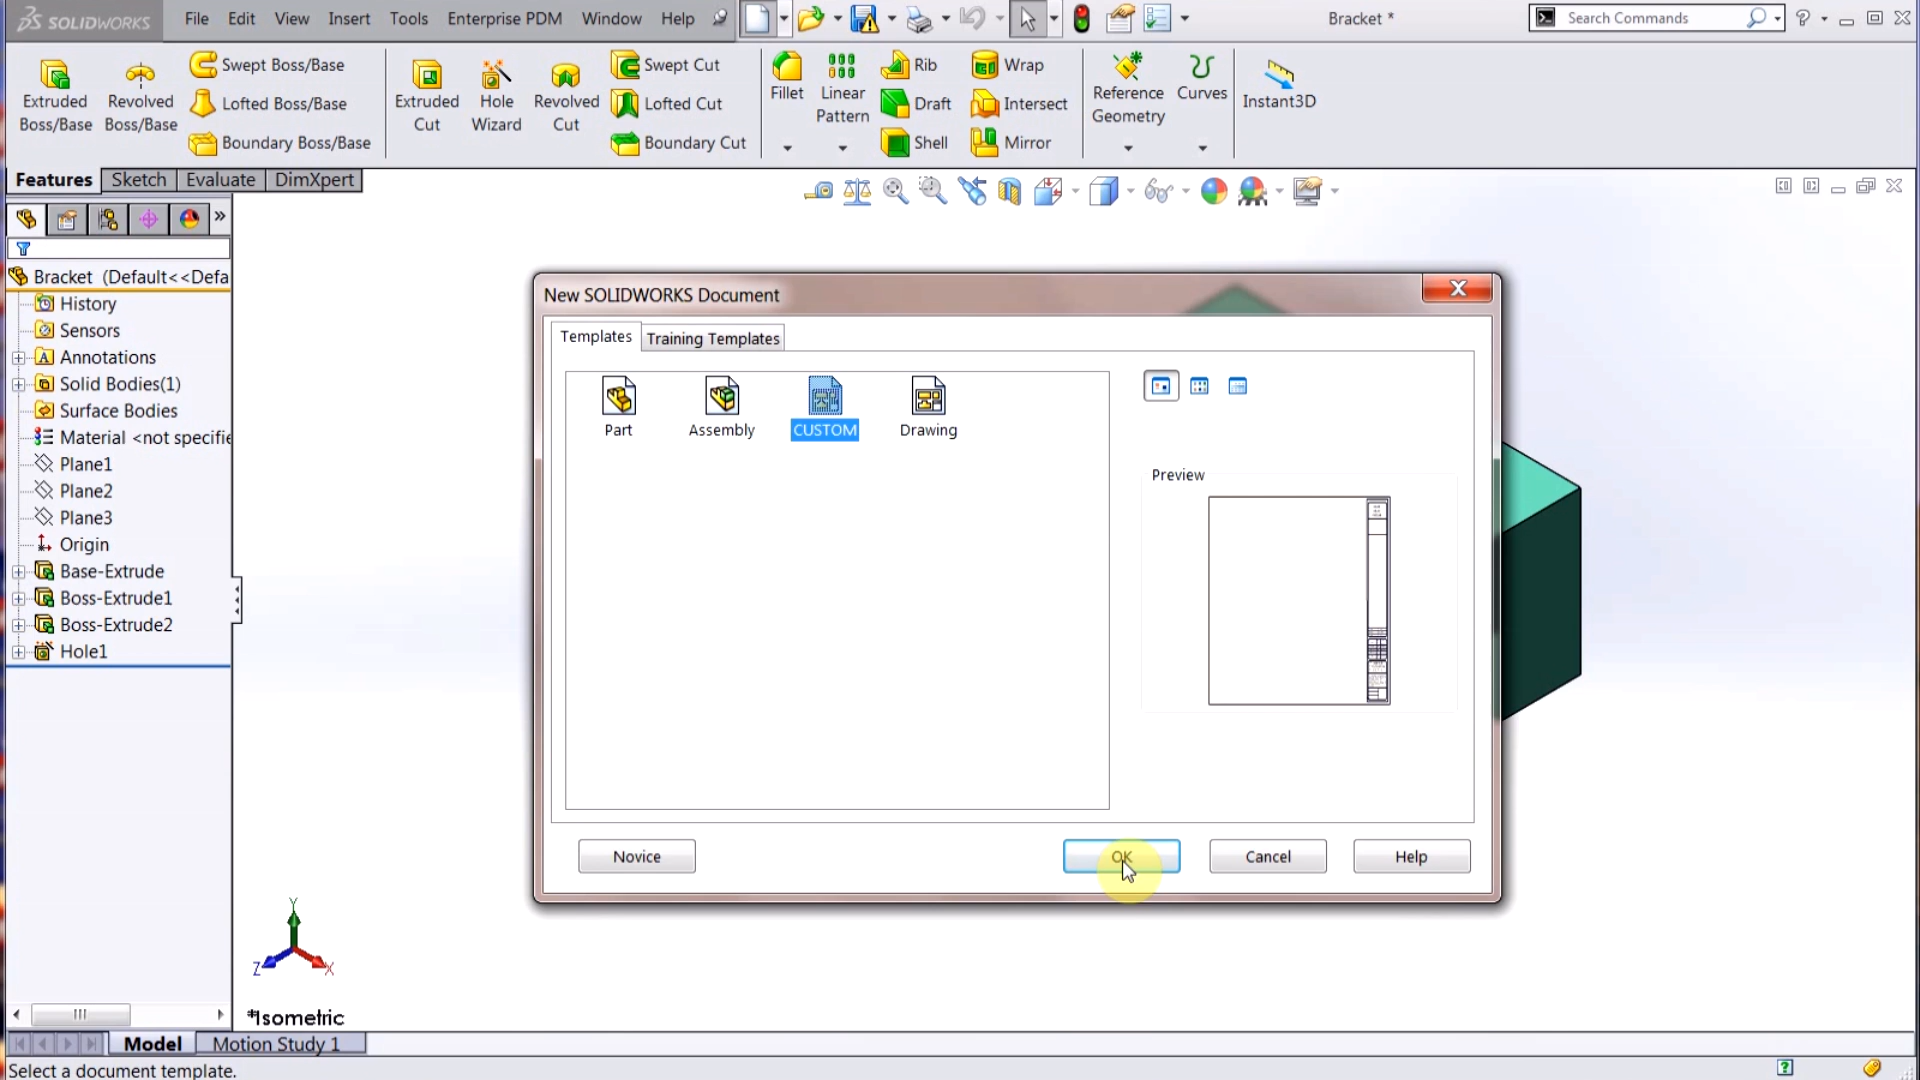 SOLIDWORKS File Edit View Insert Tools Enterprise PDM Window Help Bracket * Search Commands
Extruded Boss/Base
Revolved Boss/Base
Swept Boss/Base
Lofted Boss/Base
Boundary Boss/Base
Extruded Cut
Hole Wizard
Revolved Cut
Swept Cut
Lofted Cut
Boundary Cut
Fillet
Linear Pattern
Rib
Draft
Shell
Wrap
Intersect
Mirror
Reference Geometry
Curves
Instant3D
Features Sketch Evaluate DimXpert
Bracket (Default<<Defa
History
Sensors
Annotations
Solid Bodies(1)
Surface Bodies
Material <not specifie
Plane1
Plane2
Plane3
Origin
Base-Extrude
Boss-Extrude1
Boss-Extrude2
Hole1
New SOLIDWORKS Document
Templates Training Templates
Part Assembly CUSTOM Drawing
Preview
Novice OK Cancel Help
Y
Z X
*Isometric
Model Motion Study 1
Select a document template.